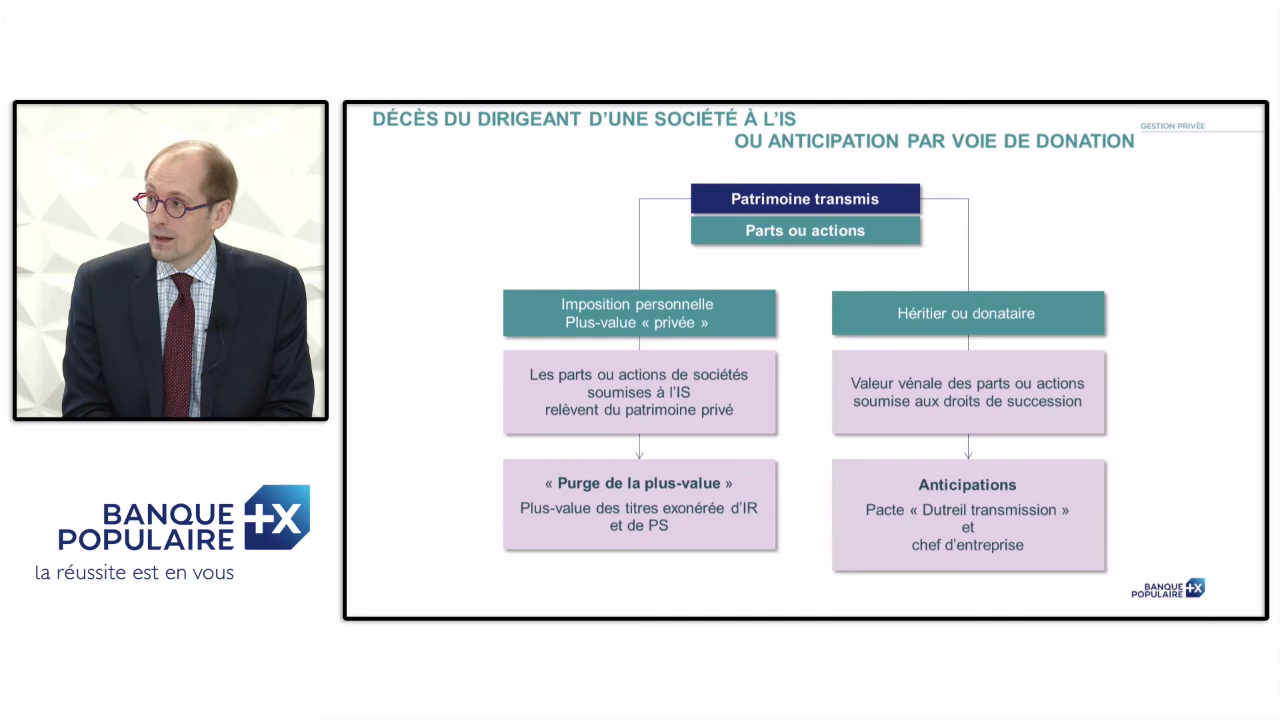 DÉCÈS DU DIRIGEANT D'UNE SOCIÉTÉ À L'IS
OU ANTICIPATION PAR VOIE DE DONATION
GESTION PRIVÉE
Patrimoine transmis
Parts ou actions
Imposition personnelle
Plus-value « privée »
Les parts ou actions de sociétés
soumises à l'IS
relèvent du patrimoine privé
« Purge de la plus-value »
Plus-value des titres exonérée d'IR
et de PS
Héritier ou donataire
Valeur vénale des parts ou actions
soumise aux droits de succession
Anticipations
Pacte « Dutreil transmission »
et
chef d'entreprise
BANQUE
POPULAIRE
+X
BANQUE
POPULAIRE
+X
la réussite est en vous